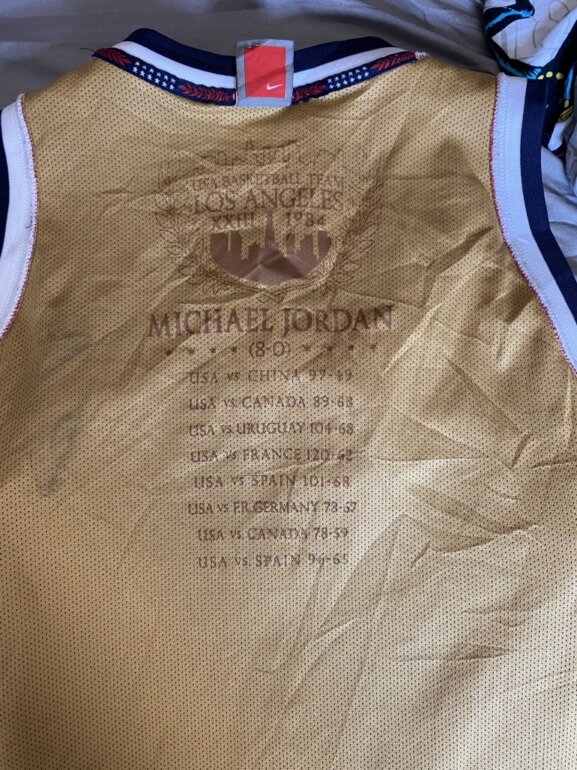 USA BASKETBALL TEAM
LOS ANGELES
XXIII 1984
MICHAEL JORDAN
(8-0)
USA VS. CHINA 97-49
USA VS. CANADA 89-68
USA VS. URUGUAY 104-68
USA VS. FRANCE 120-62
USA VS. SPAIN 101-68
USA VS. FR.GERMANY 78-67
USA VS. CANADA 78-59
USA VS. SPAIN 96-65